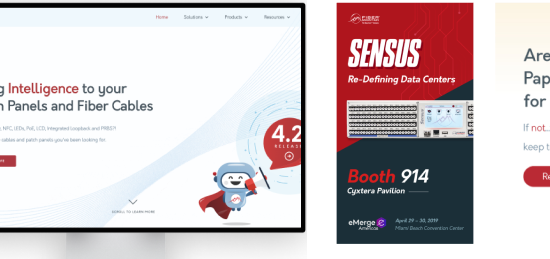 Home Solutions Products Resources
g Intelligence to your
n Panels and Fiber Cables
NFC, LEDs, PoE, LCD, Integrated Loopback and PRBS??
cables and patch panels you've been looking for.
4.2
RELEAS
SCROLL TO LEARN MORE
FIBER
SENSUS
Re-Defining Data Centers
Booth 914
Cyxtera Pavilion
eMerge
Americas
April 29 - 30, 2019
Miami Beach Convention Center
Are
Pap
for
If not..
keep t
Re